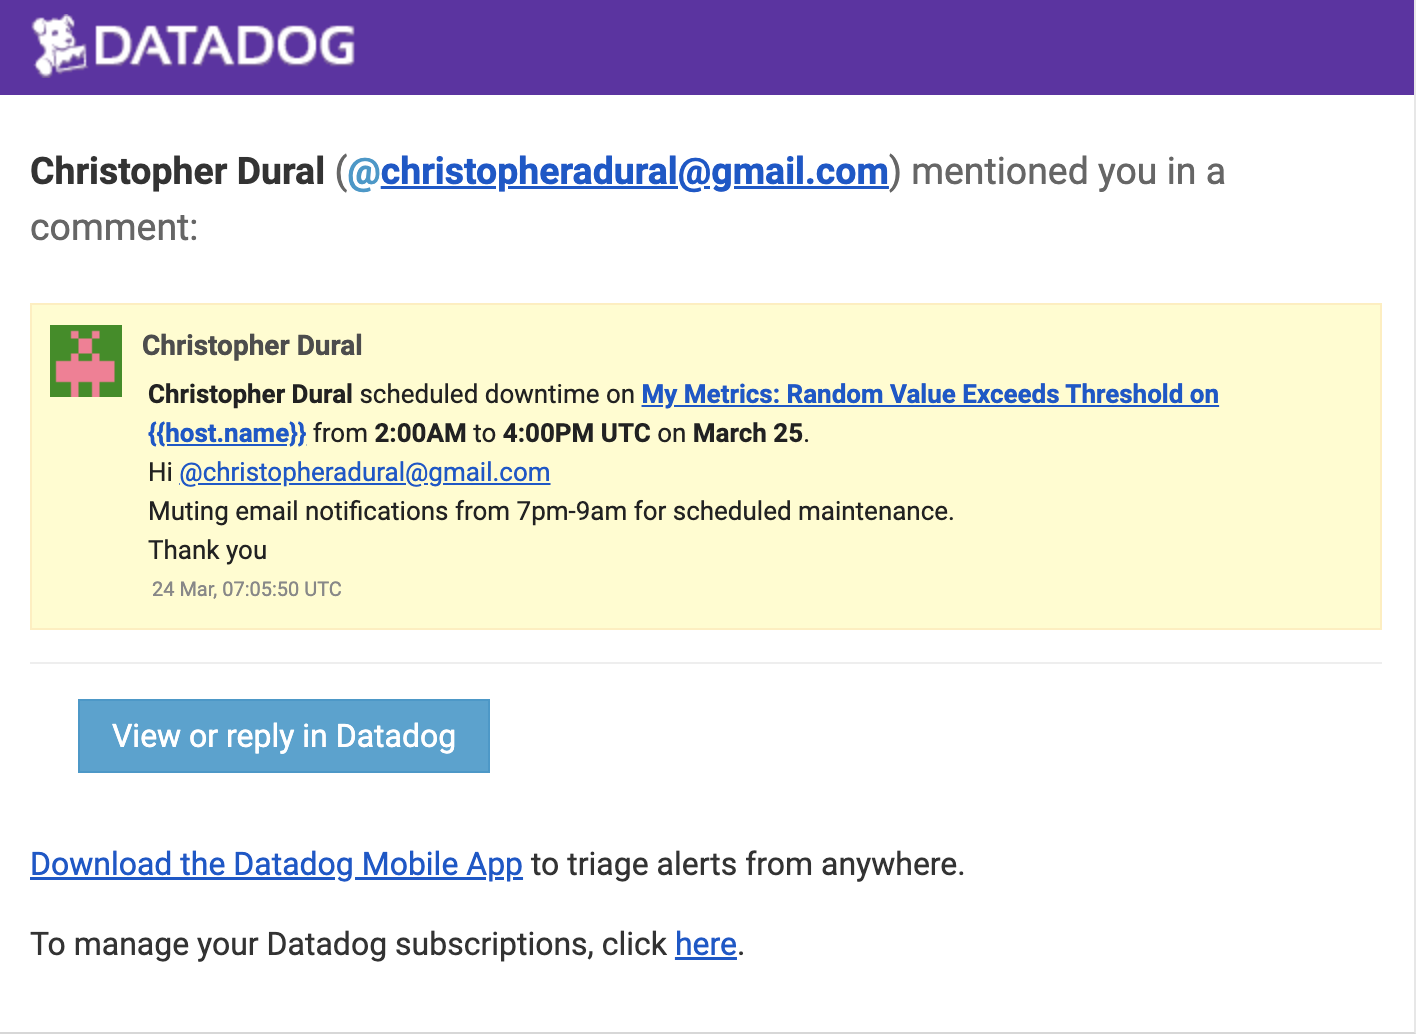 DATADOG
Christopher Dural (@christopheradural@gmail.com) mentioned you in a
comment:
Christopher Dural
Christopher Dural scheduled downtime on My Metrics: Random Value Exceeds Threshold on
{{host.name}} from 2:00AM to 4:00PM UTC on March 25.
Hi @christopheradural@gmail.com
Muting email notifications from 7pm-9am for scheduled maintenance.
Thank you
24 Mar, 07:05:50 UTC
View or reply in Datadog
Download the Datadog Mobile App to triage alerts from anywhere.
To manage your Datadog subscriptions, click here.